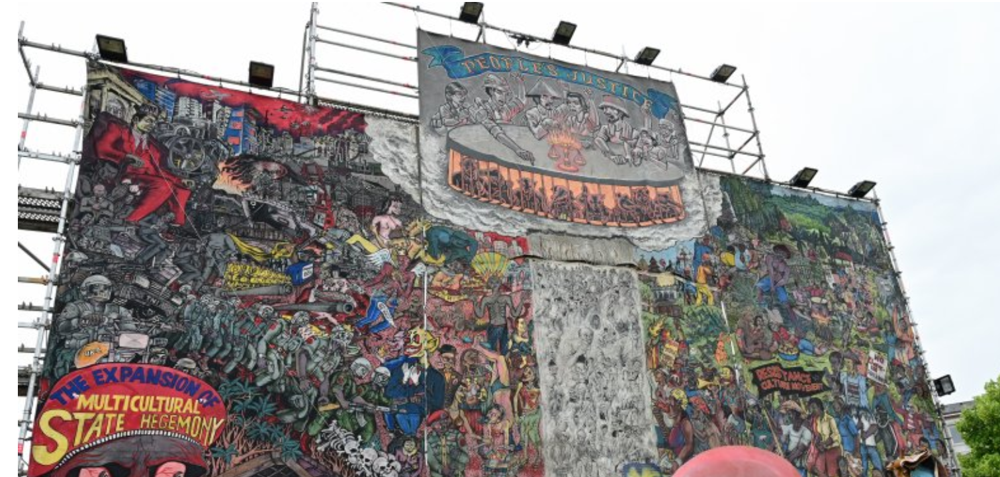 PEOPLE'S JUSTICE
THE EXPANSION OF
"MULTICULTURAL"
STATE HEGEMONY
RESISTANCE
CULTURE MOVEMENT